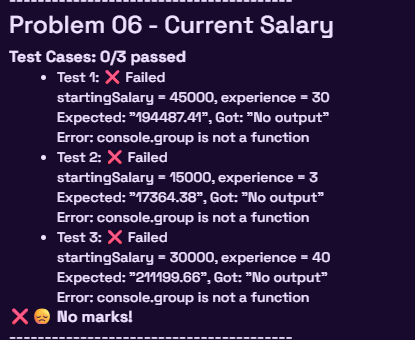 Problem 06 - Current Salary
Test Cases: 0/3 passed
• Test 1: ❌ Failed
startingSalary = 45000, experience = 30
Expected: "194487.41", Got: "No output"
Error: console.group is not a function
• Test 2: ❌ Failed
startingSalary = 15000, experience = 3
Expected: "17364.38", Got: "No output"
Error: console.group is not a function
• Test 3: ❌ Failed
startingSalary = 30000, experience = 40
Expected: "211199.66", Got: "No output"
Error: console.group is not a function
❌ 😞 No marks!